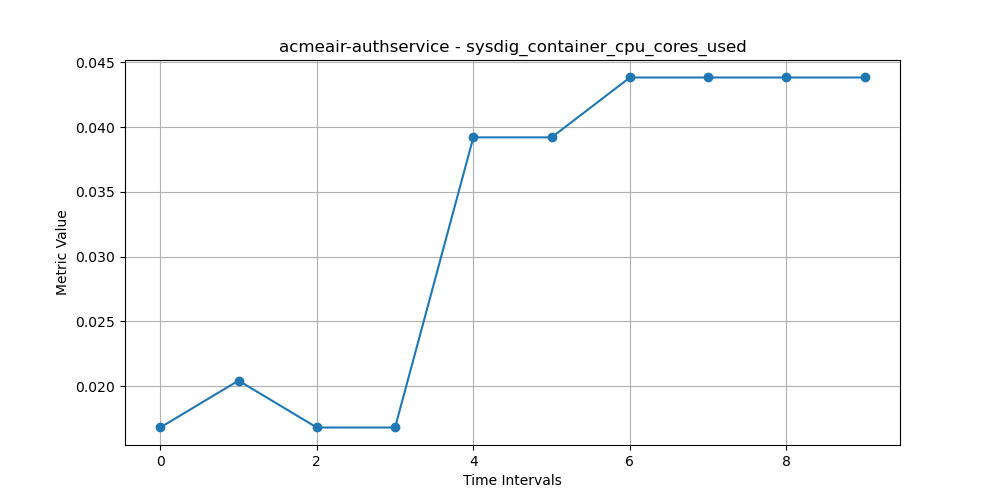 acmeair-authservice - sysdig_container_cpu_cores_used
0.045
0.040
0.035
0.030
0.025
0.020
Metric Value
0 2 4 6 8
Time Intervals